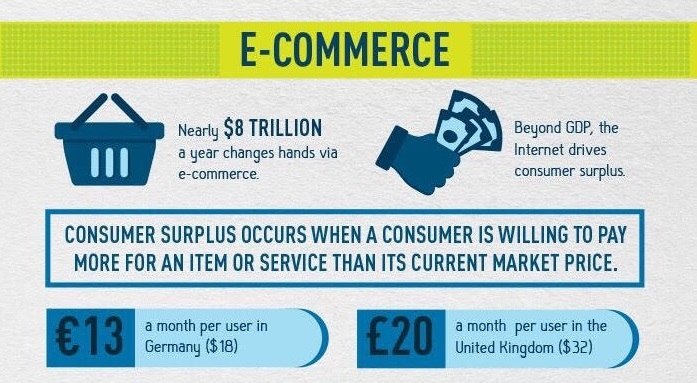 E-COMMERCE
Nearly $8 TRILLION
a year changes hands via
e-commerce.
Beyond GDP, the
Internet drives
consumer surplus.
CONSUMER SURPLUS OCCURS WHEN A CONSUMER IS WILLING TO PAY
MORE FOR AN ITEM OR SERVICE THAN ITS CURRENT MARKET PRICE.
€13
a month per user in
Germany ($18)
£20
a month per user in the
United Kingdom ($32)